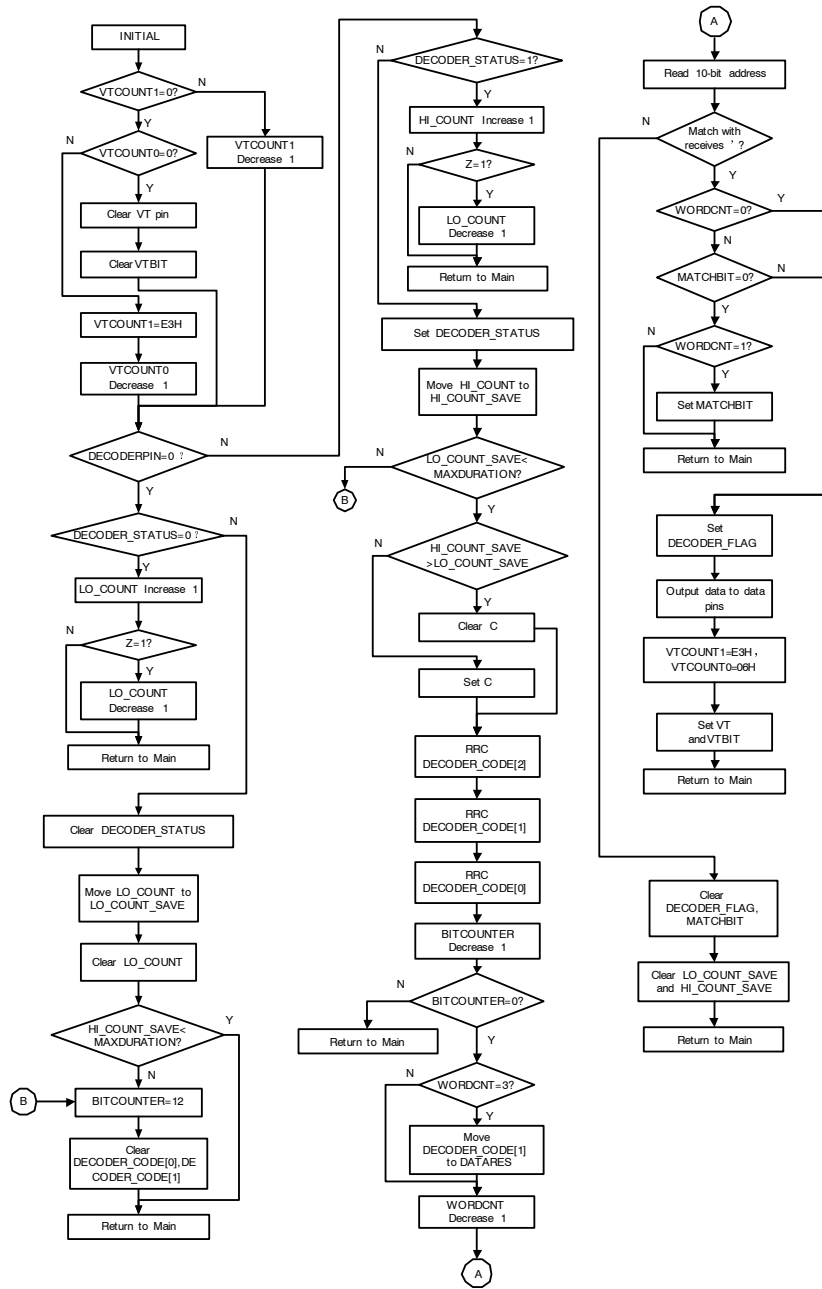 INITIAL
VTCOUNT1=0?
N
Y
VTCOUNT0=0?
N
VTCOUNT1
Decrease 1
Y
Clear VT pin
Clear VTBIT
VTCOUNT1=E3H
VTCOUNT0
Decrease 1
DECODERPIN=0 ?
N
Y
DECODER_STATUS=0 ?
N
Y
LO_COUNT Increase 1
Z=1?
N
Y
LO_COUNT
Decrease 1
Return to Main
Clear DECODER_STATUS
Move LO_COUNT to
LO_COUNT_SAVE
Clear LO_COUNT
HI_COUNT_SAVE<
MAXDURATION?
Y
N
B
BITCOUNTER=12
Clear
DECODER_CODE[0],DE
CODER_CODE[1]
Return to Main
DECODER_STATUS=1?
N
Y
HI_COUNT Increase 1
Z=1?
N
Y
LO_COUNT
Decrease 1
Return to Main
Set DECODER_STATUS
Move HI_COUNT to
HI_COUNT_SAVE
LO_COUNT_SAVE<
MAXDURATION?
N
B
Y
HI_COUNT_SAVE
>LO_COUNT_SAVE
N
Y
Clear C
Set C
RRC
DECODER_CODE[2]
RRC
DECODER_CODE[1]
RRC
DECODER_CODE[0]
BITCOUNTER
Decrease 1
BITCOUNTER=0?
N
Return to Main
Y
WORDCNT=3?
N
Y
Move
DECODER_CODE[1]
to DATARES
WORDCNT
Decrease 1
A
A
Read 10-bit address
Match with
receives ' ?
N
Y
WORDCNT=0?
Y
N
MATCHBIT=0?
N
Y
WORDCNT=1?
N
Y
Set MATCHBIT
Return to Main
Set
DECODER_FLAG
Output data to data
pins
VTCOUNT1=E3H ,
VTCOUNT0=06H
Set VT
and VTBIT
Return to Main
Clear
DECODER_FLAG,
MATCHBIT
Clear LO_COUNT_SAVE
and HI_COUNT_SAVE
Return to Main